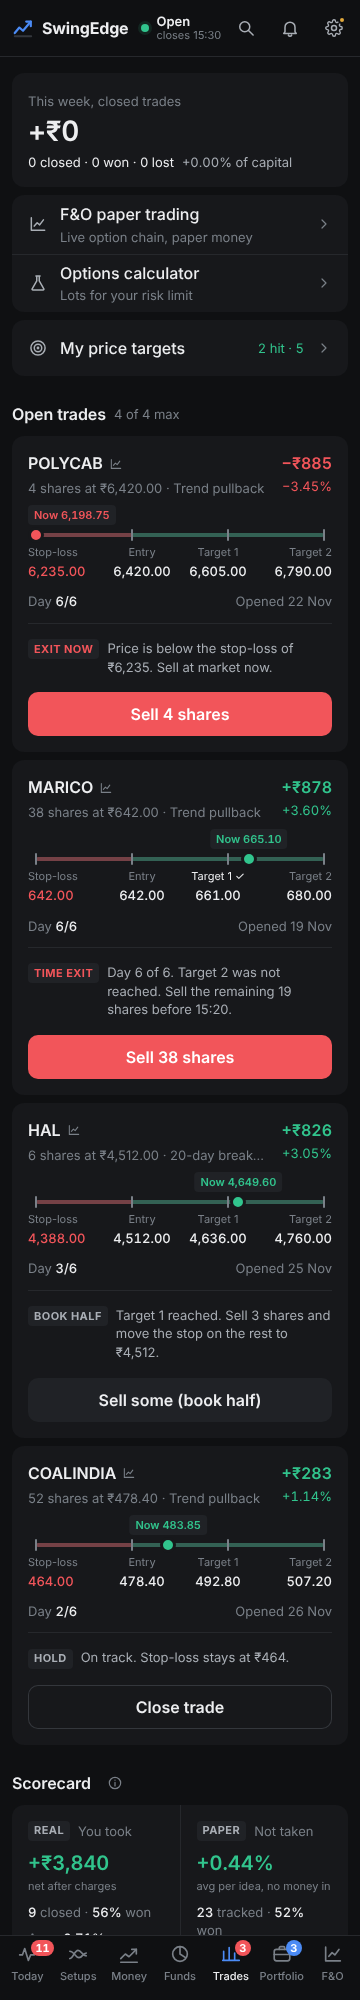 SwingEdge
Open
closes 15:30
This week, closed trades
+₹0
0 closed · 0 won · 0 lost +0.00% of capital
F&O paper trading
Live option chain, paper money
Options calculator
Lots for your risk limit
My price targets 2 hit · 5
Open trades 4 of 4 max
POLYCAB −₹885
4 shares at ₹6,420.00 · Trend pullback −3.45%
Now 6,198.75
Stop-loss Entry Target 1 Target 2
6,235.00 6,420.00 6,605.00 6,790.00
Day 6/6 Opened 22 Nov
EXIT NOW Price is below the stop-loss of
₹6,235. Sell at market now.
Sell 4 shares
MARICO +₹878
38 shares at ₹642.00 · Trend pullback +3.60%
Now 665.10
Stop-loss Entry Target 1 ✓ Target 2
642.00 642.00 661.00 680.00
Day 6/6 Opened 19 Nov
TIME EXIT Day 6 of 6. Target 2 was not
reached. Sell the remaining 19
shares before 15:20.
Sell 38 shares
HAL +₹826
6 shares at ₹4,512.00 · 20-day break... +3.05%
Now 4,649.60
Stop-loss Entry Target 1 Target 2
4,388.00 4,512.00 4,636.00 4,760.00
Day 3/6 Opened 25 Nov
BOOK HALF Target 1 reached. Sell 3 shares and
move the stop on the rest to
₹4,512.
Sell some (book half)
COALINDIA +₹283
52 shares at ₹478.40 · Trend pullback +1.14%
Now 483.85
Stop-loss Entry Target 1 Target 2
464.00 478.40 492.80 507.20
Day 2/6 Opened 26 Nov
HOLD On track. Stop-loss stays at ₹464.
Close trade
Scorecard
REAL You took
+₹3,840
net after charges
9 closed · 56% won
PAPER Not taken
+0.44%
avg per idea, no money in
23 tracked · 52%
won
11 3 3
Today Setups Money Funds Trades Portfolio F&O